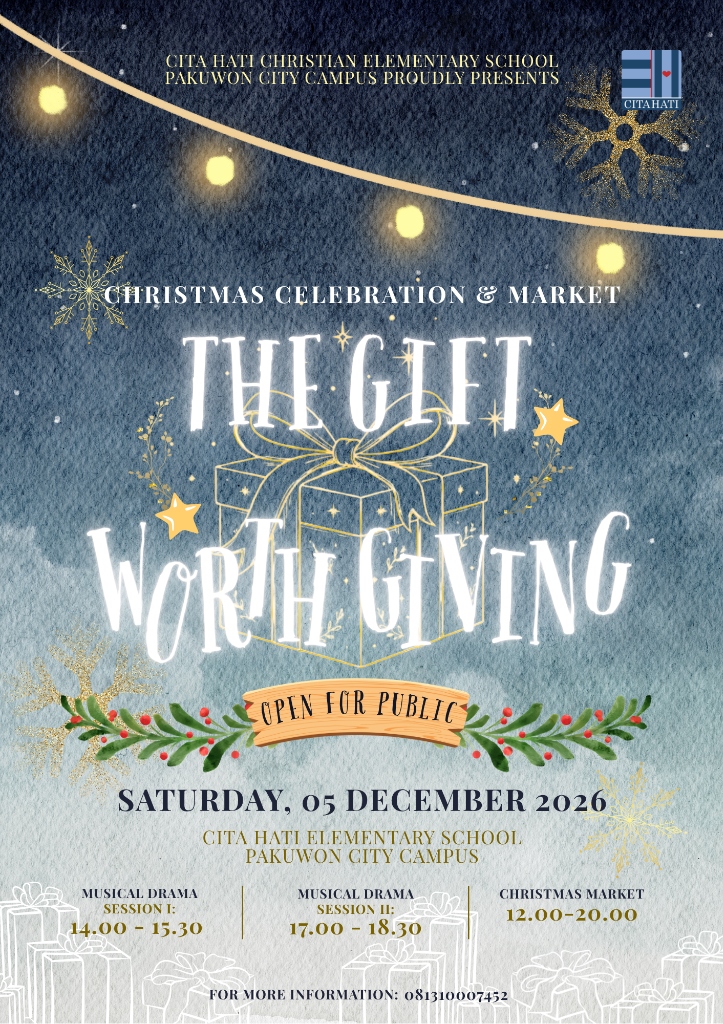 CITA HATI CHRISTIAN ELEMENTARY SCHOOL
PAKUWON CITY CAMPUS PROUDLY PRESENTS
CITAHATI
CHRISTMAS CELEBRATION & MARKET
THE GIFT
WORTH GIVING
OPEN FOR PUBLIC
SATURDAY, 05 DECEMBER 2026
CITA HATI ELEMENTARY SCHOOL
PAKUWON CITY CAMPUS
MUSICAL DRAMA
SESSION I:
14.00 - 15.30
MUSICAL DRAMA
SESSION II:
17.00 - 18.30
CHRISTMAS MARKET
12.00-20.00
FOR MORE INFORMATION: 081310007452